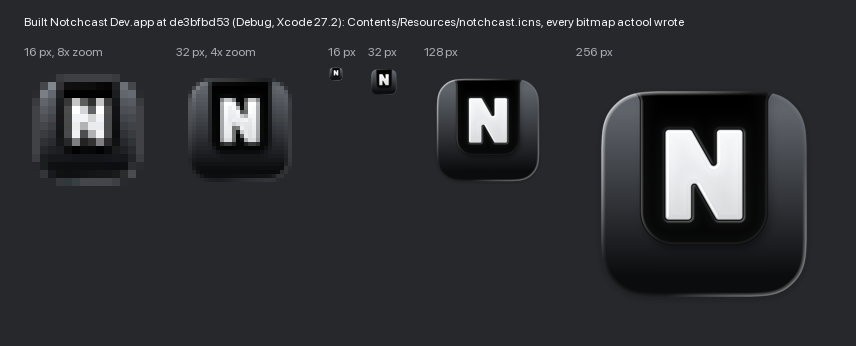 Built Notchcast Dev.app at de3bfbd53 (Debug, Xcode 27.2): Contents/Resources/notchcast.icns, every bitmap actool wrote
16 px, 8x zoom 32 px, 4x zoom 16 px 32 px 128 px 256 px
N N N N N N